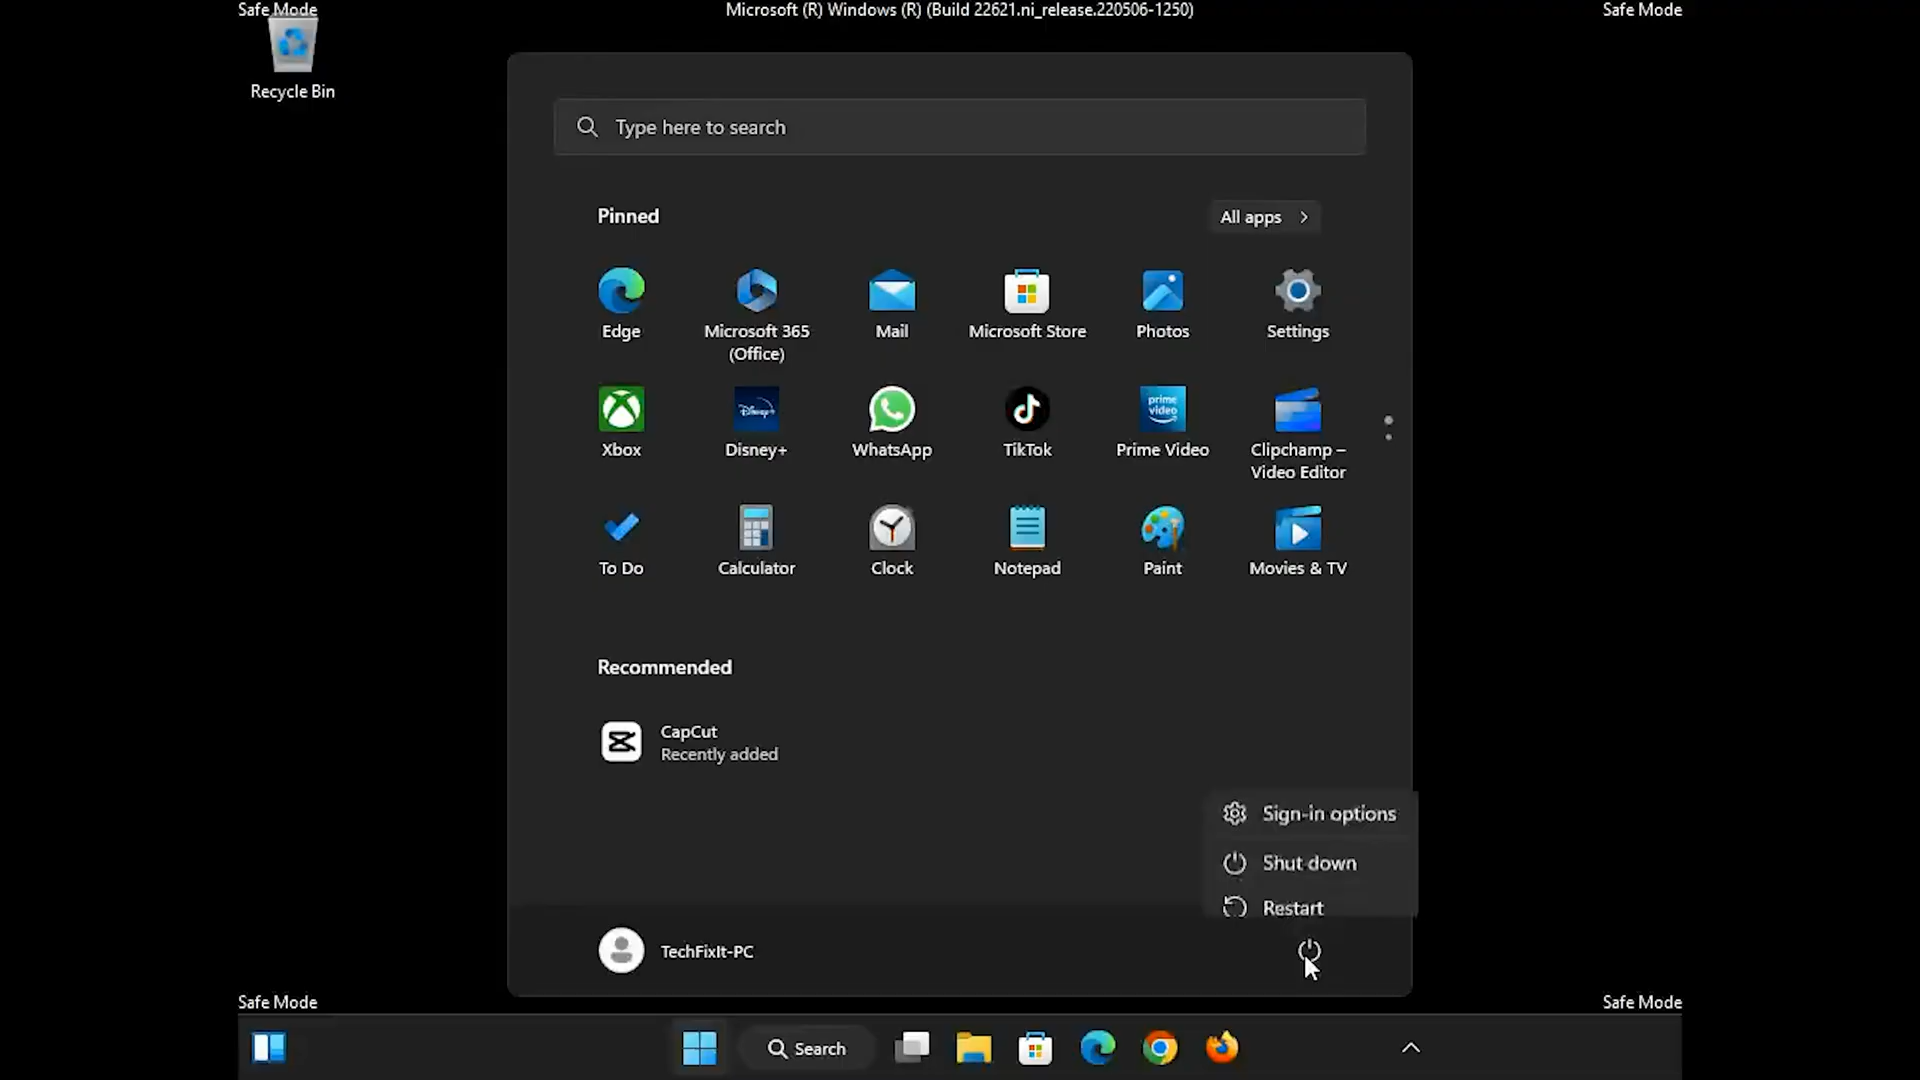 Safe Mode
Microsoft (R) Windows (R) (Build 22621.ni_release.220506-1250)
Safe Mode
Recycle Bin
Type here to search
Pinned
All apps
Edge
Microsoft 365
(Office)
Mail
Microsoft Store
Photos
Settings
Xbox
Disney+
Disney+
WhatsApp
TikTok
prime
video
Prime Video
Clipchamp –
Video Editor
To Do
Calculator
Clock
Notepad
Paint
Movies & TV
Recommended
CapCut
Recently added
Sign-in options
Shut down
Restart
TechFixIt-PC
Safe Mode
Safe Mode
Search